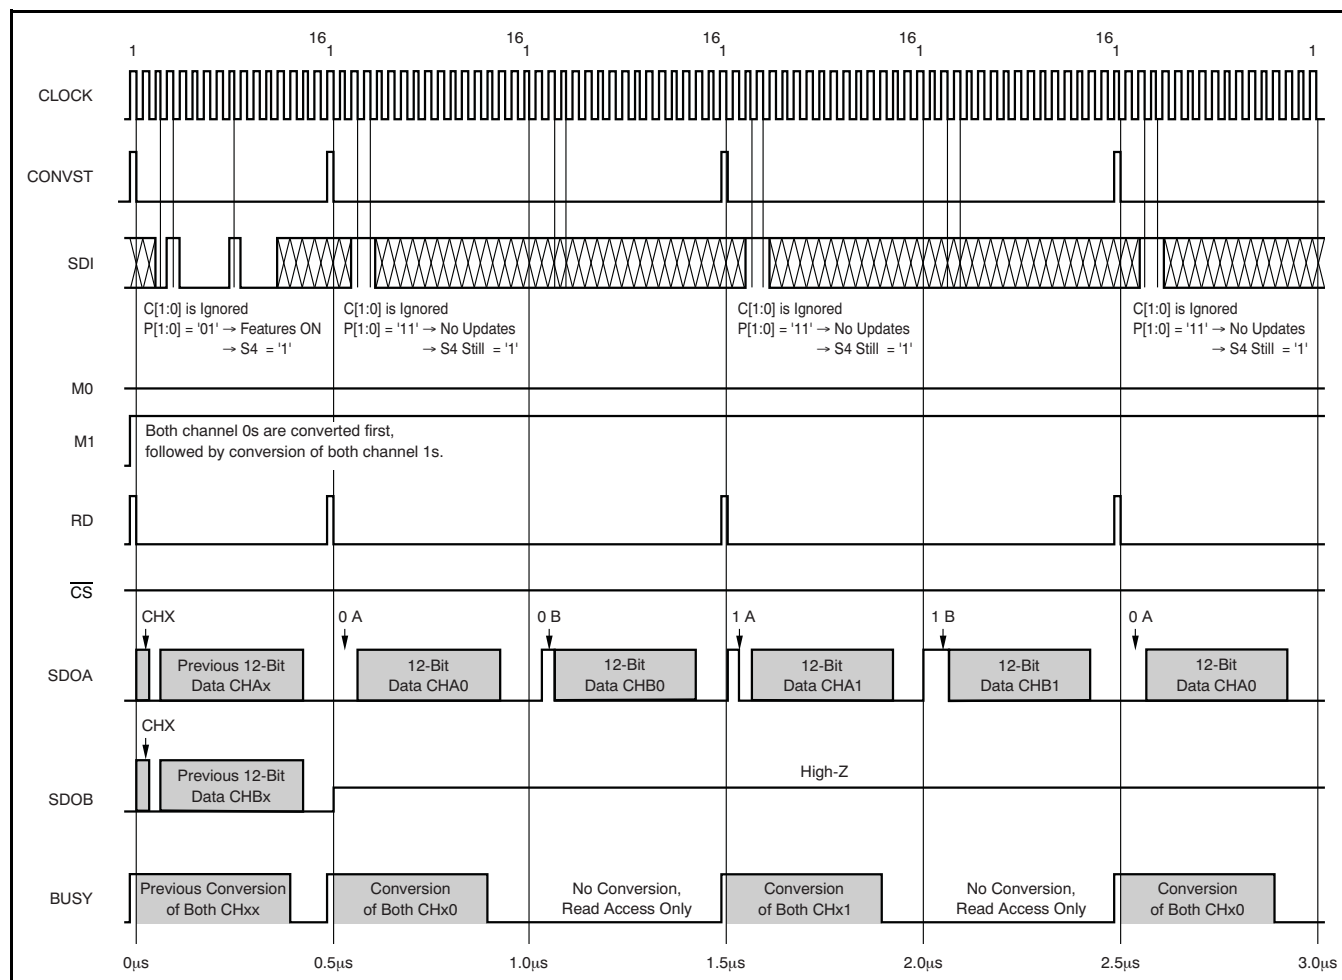 1
16
1
16
1
16
1
16
1
16
1
1
CLOCK
CONVST
SDI
C[1:0] is Ignored
P[1:0] = '01' → Features ON
→ S4 = '1'
C[1:0] is Ignored
P[1:0] = '11' → No Updates
→ S4 Still = '1'
C[1:0] is Ignored
P[1:0] = '11' → No Updates
→ S4 Still = '1'
C[1:0] is Ignored
P[1:0] = '11' → No Updates
→ S4 Still = '1'
M0
M1
Both channel 0s are converted first,
followed by conversion of both channel 1s.
RD
CS
CHX
0 A
0 B
1 A
1 B
0 A
SDOA
Previous 12-Bit
Data CHAx
12-Bit
Data CHA0
12-Bit
Data CHB0
12-Bit
Data CHA1
12-Bit
Data CHB1
12-Bit
Data CHA0
CHX
SDOB
Previous 12-Bit
Data CHBx
High-Z
BUSY
Previous Conversion
of Both CHxx
Conversion
of Both CHx0
No Conversion,
Read Access Only
Conversion
of Both CHx1
No Conversion,
Read Access Only
Conversion
of Both CHx0
0μs
0.5μs
1.0μs
1.5μs
2.0μs
2.5μs
3.0μs